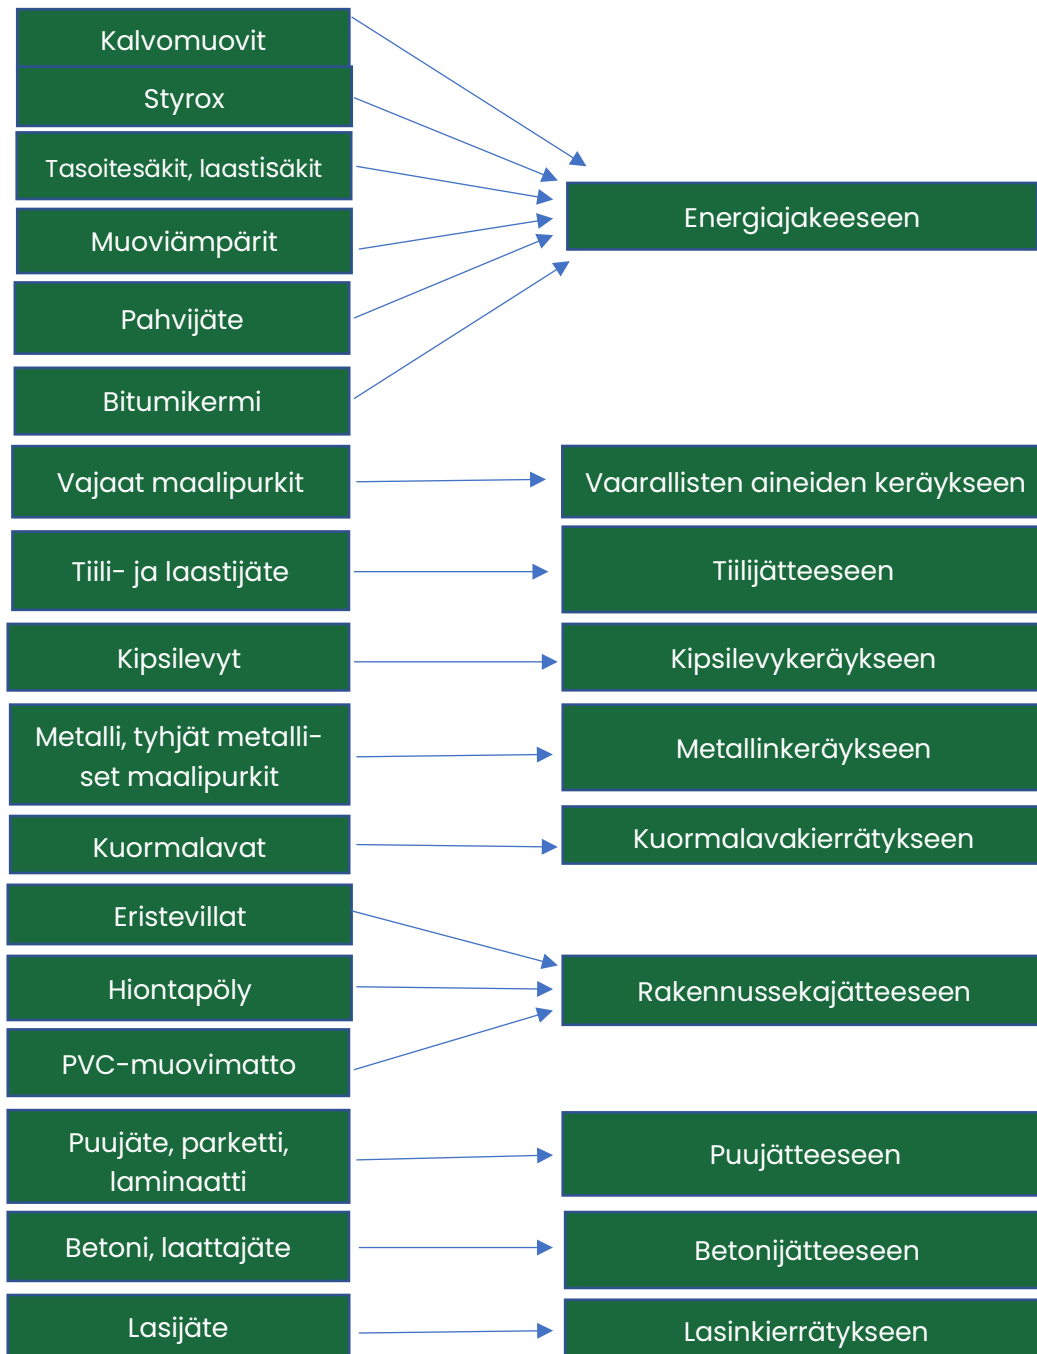 Kalvomuovit
Styrox
Tasoitesäkit, laastisäkit
Muoviämpärit
Pahvijäte
Bitumikermi
Energiajakeeseen
Vajaat maalipurkit
Vaarallisten aineiden keräykseen
Tiili- ja laastijäte
Tiilijätteeseen
Kipsilevyt
Kipsilevykeräykseen
Metalli, tyhjät metalli-
set maalipurkit
Metallinkeräykseen
Kuormalavat
Kuormalavakierrätykseen
Eristevillat
Hiontapöly
PVC-muovimatto
Rakennussekajätteeseen
Puujäte, parketti,
laminaatti
Puujätteeseen
Betoni, laattajäte
Betonijätteeseen
Lasijäte
Lasinkierrätykseen